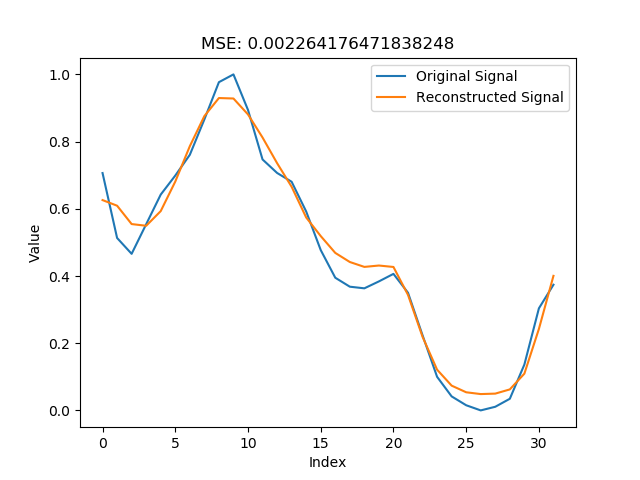 MSE: 0.002264176471838248
Original Signal
Reconstructed Signal
1.0
0.8
0.6
0.4
0.2
0.0
Value
0 5 10 15 20 25 30
Index